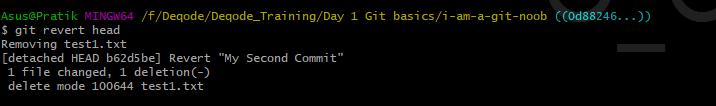 Asus@Pratik MINGW64 /f/Deqode/Deqode_Training/Day 1 Git basics/i-am-a-git-noob ((0d88246...))
$ git revert head
Removing test1.txt
[detached HEAD b62d5be] Revert "My Second Commit"
 1 file changed, 1 deletion(-)
 delete mode 100644 test1.txt